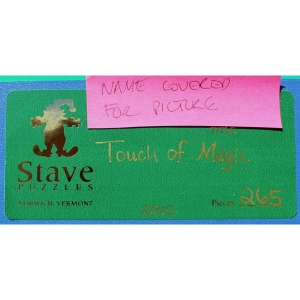 NAME COVERED
FOR PICTURE
Touch of Magic
Stave
PUZZLES
NORWICH, VERMONT
Pieces 265